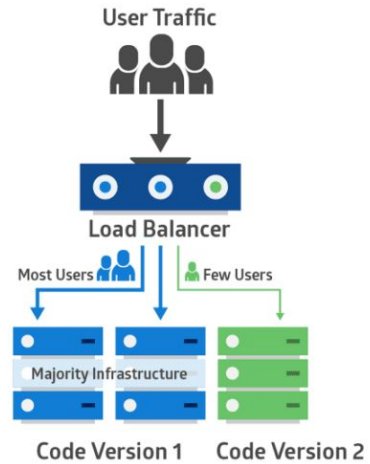 User Traffic
Load Balancer
Most Users
Few Users
Majority Infrastructure
Code Version 1
Code Version 2